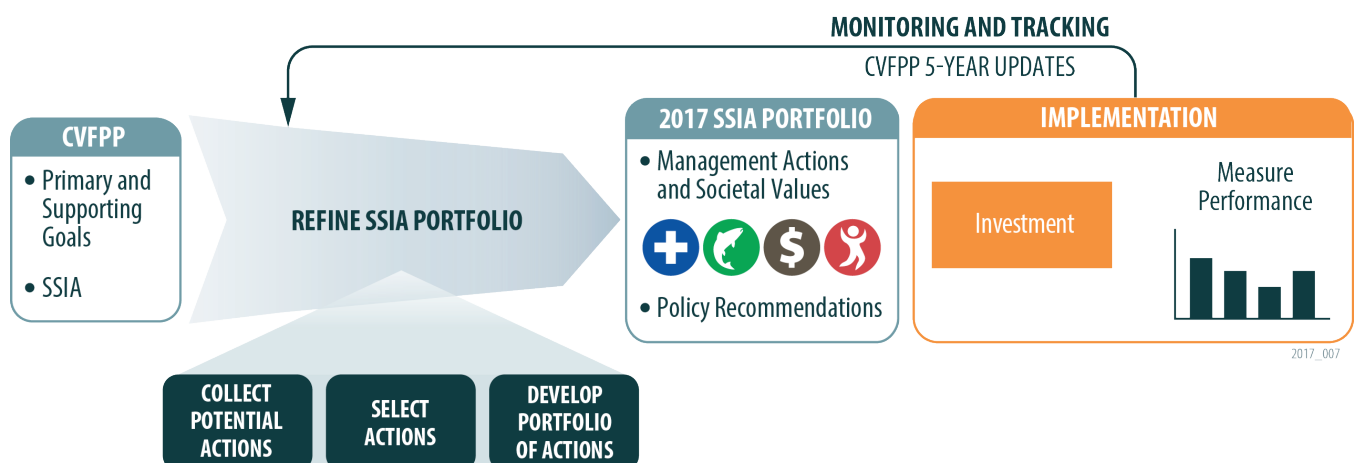 MONITORING AND TRACKING
CVFPP 5-YEAR UPDATES
CVFPP
• Primary and
Supporting
Goals
• SSIA
REFINE SSIA PORTFOLIO
2017 SSIA PORTFOLIO
• Management Actions
and Societal Values
$
• Policy Recommendations
IMPLEMENTATION
Investment
Measure
Performance
2017_007
COLLECT
POTENTIAL
ACTIONS
SELECT
ACTIONS
DEVELOP
PORTFOLIO
OF ACTIONS